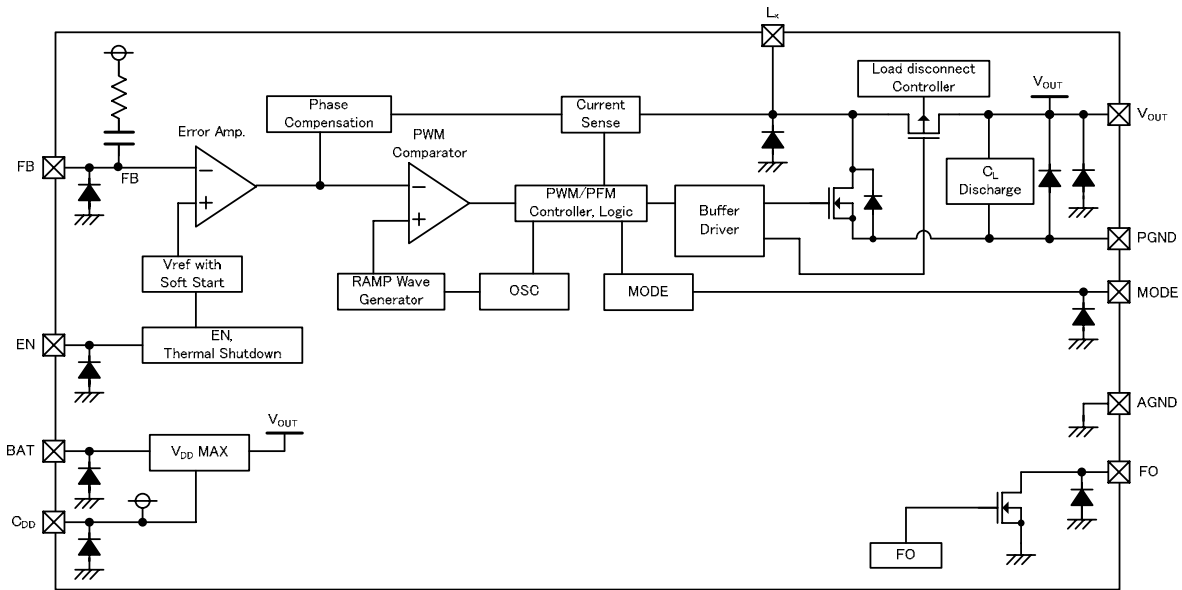 Lx
Load disconnect
Controller
VOUT
VOUT
Phase
Compensation
Current
Sense
Error Amp.
PWM
Comparator
FB
FB
CL
Discharge
PWM/PFM
Controller, Logic
Buffer
Driver
PGND
Vref with
Soft Start
RAMP Wave
Generator
OSC
MODE
MODE
EN
EN,
Thermal Shutdown
AGND
VOUT
BAT
VDD MAX
FO
CDD
FO